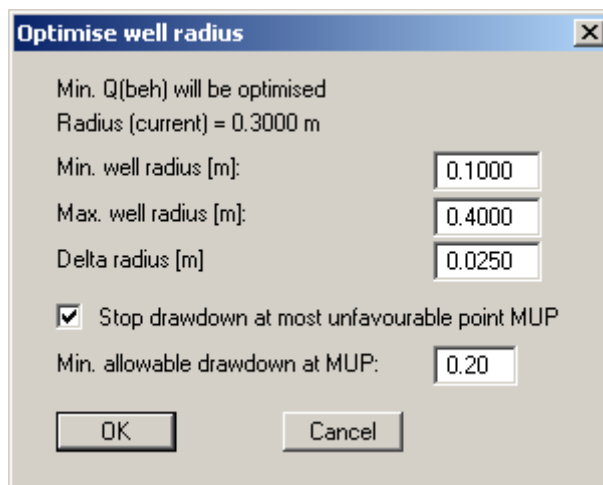 Optimise well radius
Min. Q(beh) will be optimised
Radius (current) = 0.3000 m
Min. well radius [m]: 0.1000
Max. well radius [m]: 0.4000
Delta radius [m] 0.0250
Stop drawdown at most unfavourable point MUP
Min. allowable drawdown at MUP: 0.20
OK Cancel